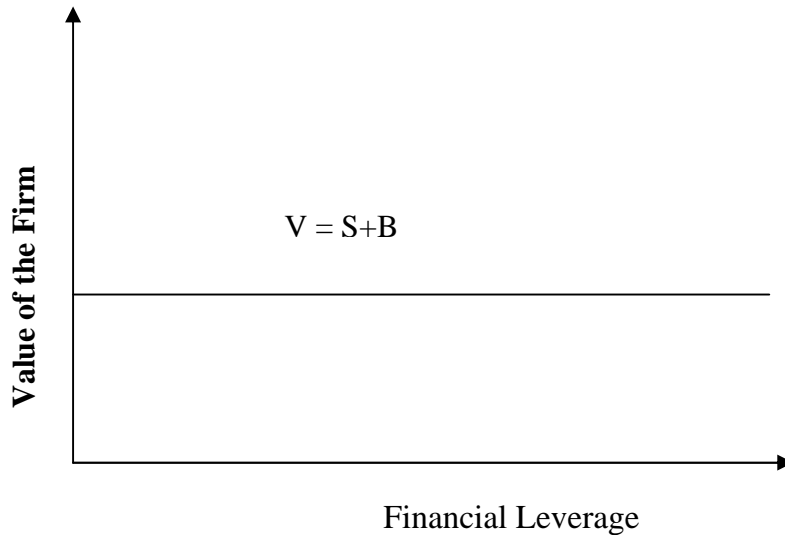 Value of the Firm
V = S+B
Financial Leverage